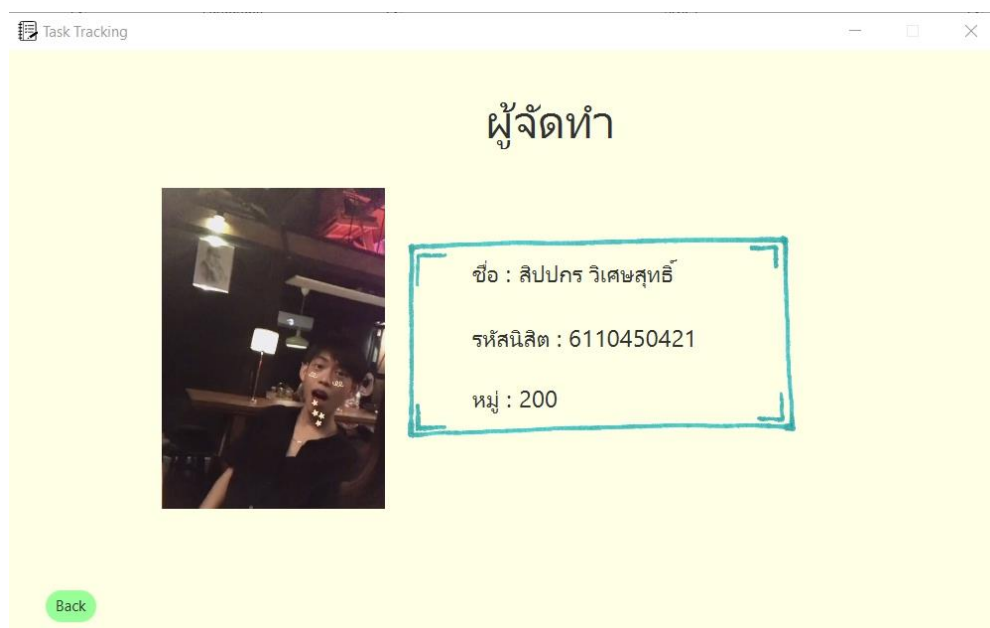 Task Tracking
ผู้จัดทำ
ชื่อ : สิปปกร วิเศษสุทธิ์
รหัสนิสิต : 6110450421
หมู่ : 200
Back